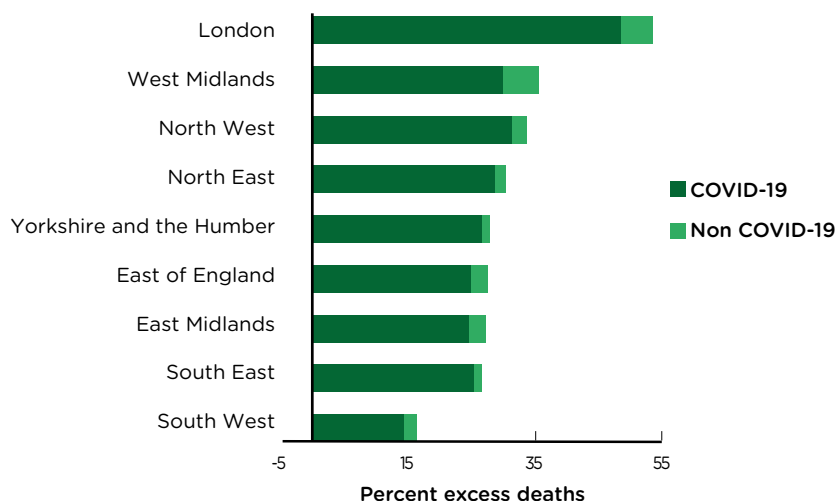 London
West Midlands
North West
North East
Yorkshire and the Humber
East of England
East Midlands
South East
South West
COVID-19
Non COVID-19
-5 15 35 55
Percent excess deaths